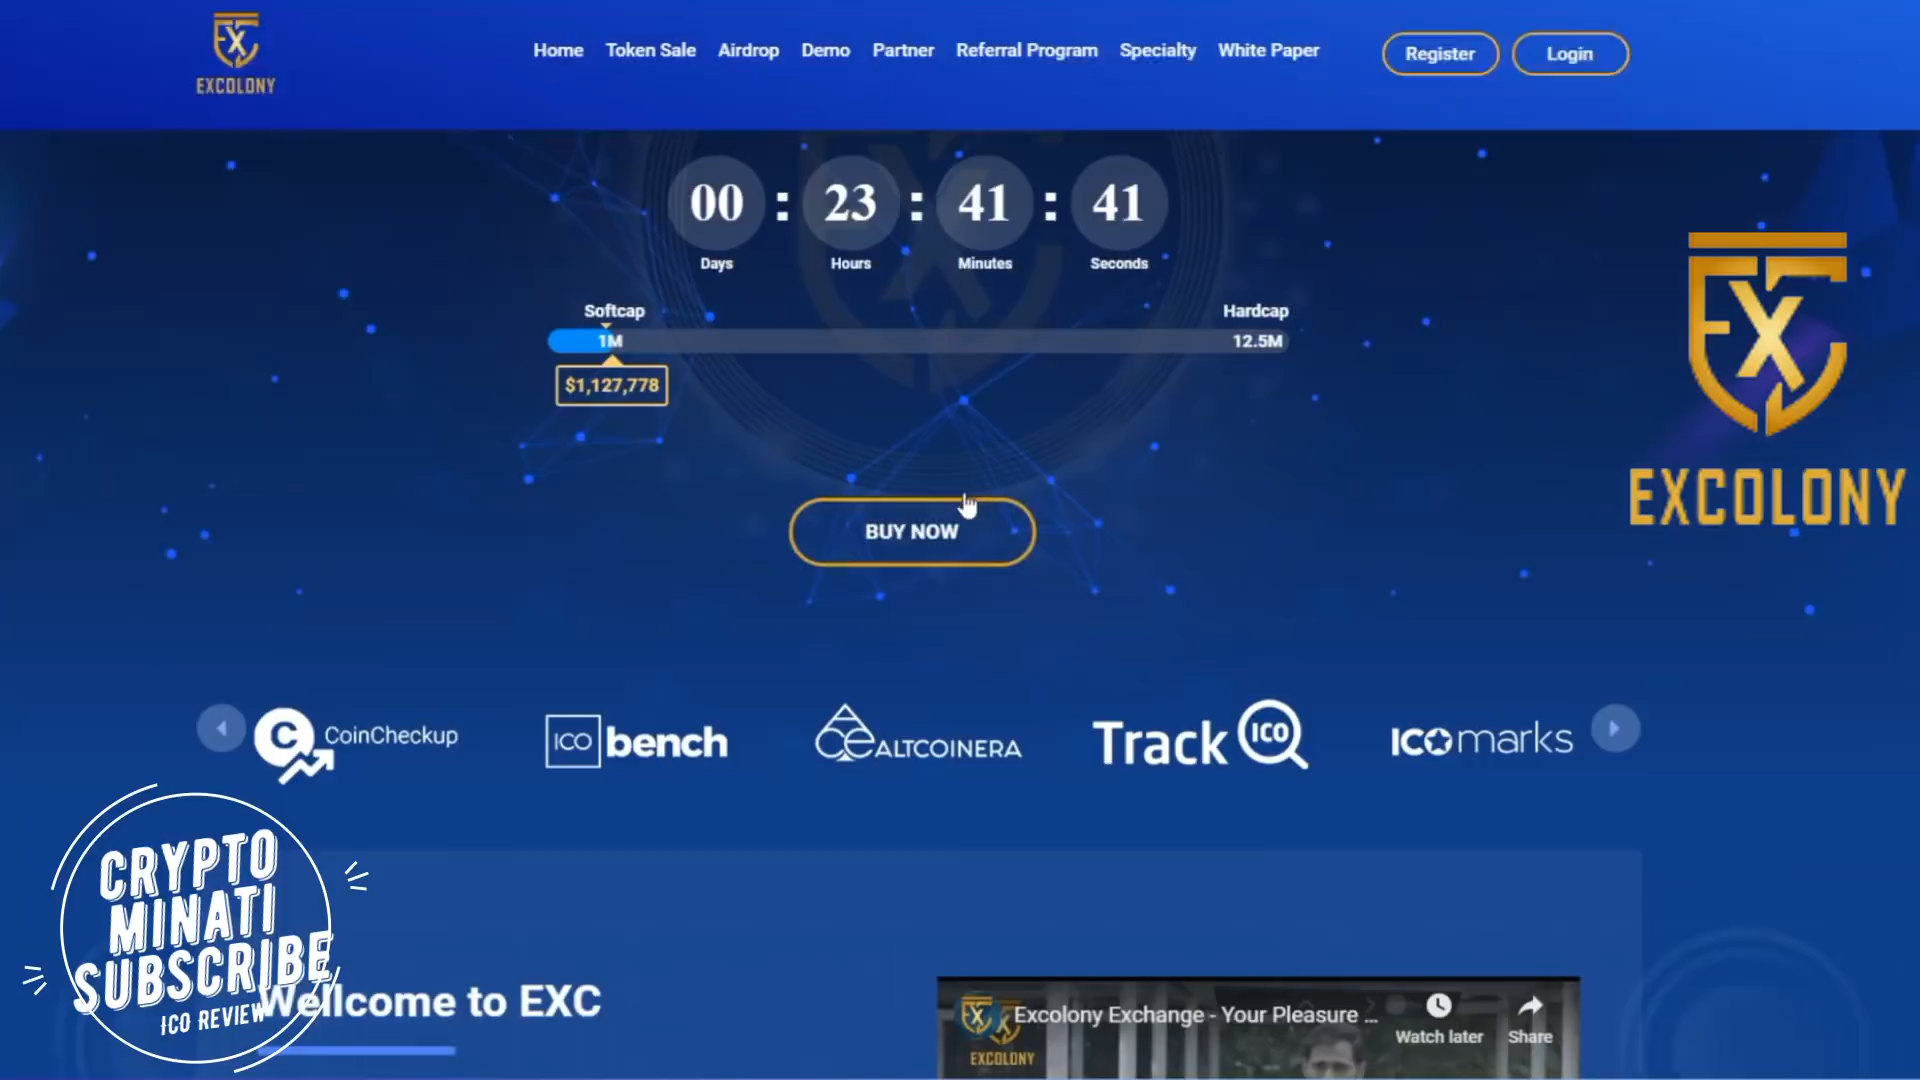 EXCOLONY
Home Token Sale Airdrop Demo Partner Referral Program Specialty White Paper Register Login
00 : 23 : 41 : 41
Days Hours Minutes Seconds
Softcap Hardcap
1M 12.5M
$1,127,778
BUY NOW
EXCOLONY
CoinCheckup ICO bench ALTCOINERA Track ICO ICOmarks
CRYPTO
MINATI
SUBSCRIBE
ICO REVIEW
Wellcome to EXC
Excolony Exchange - Your Pleasure ...
Watch later Share
EXCOLONY